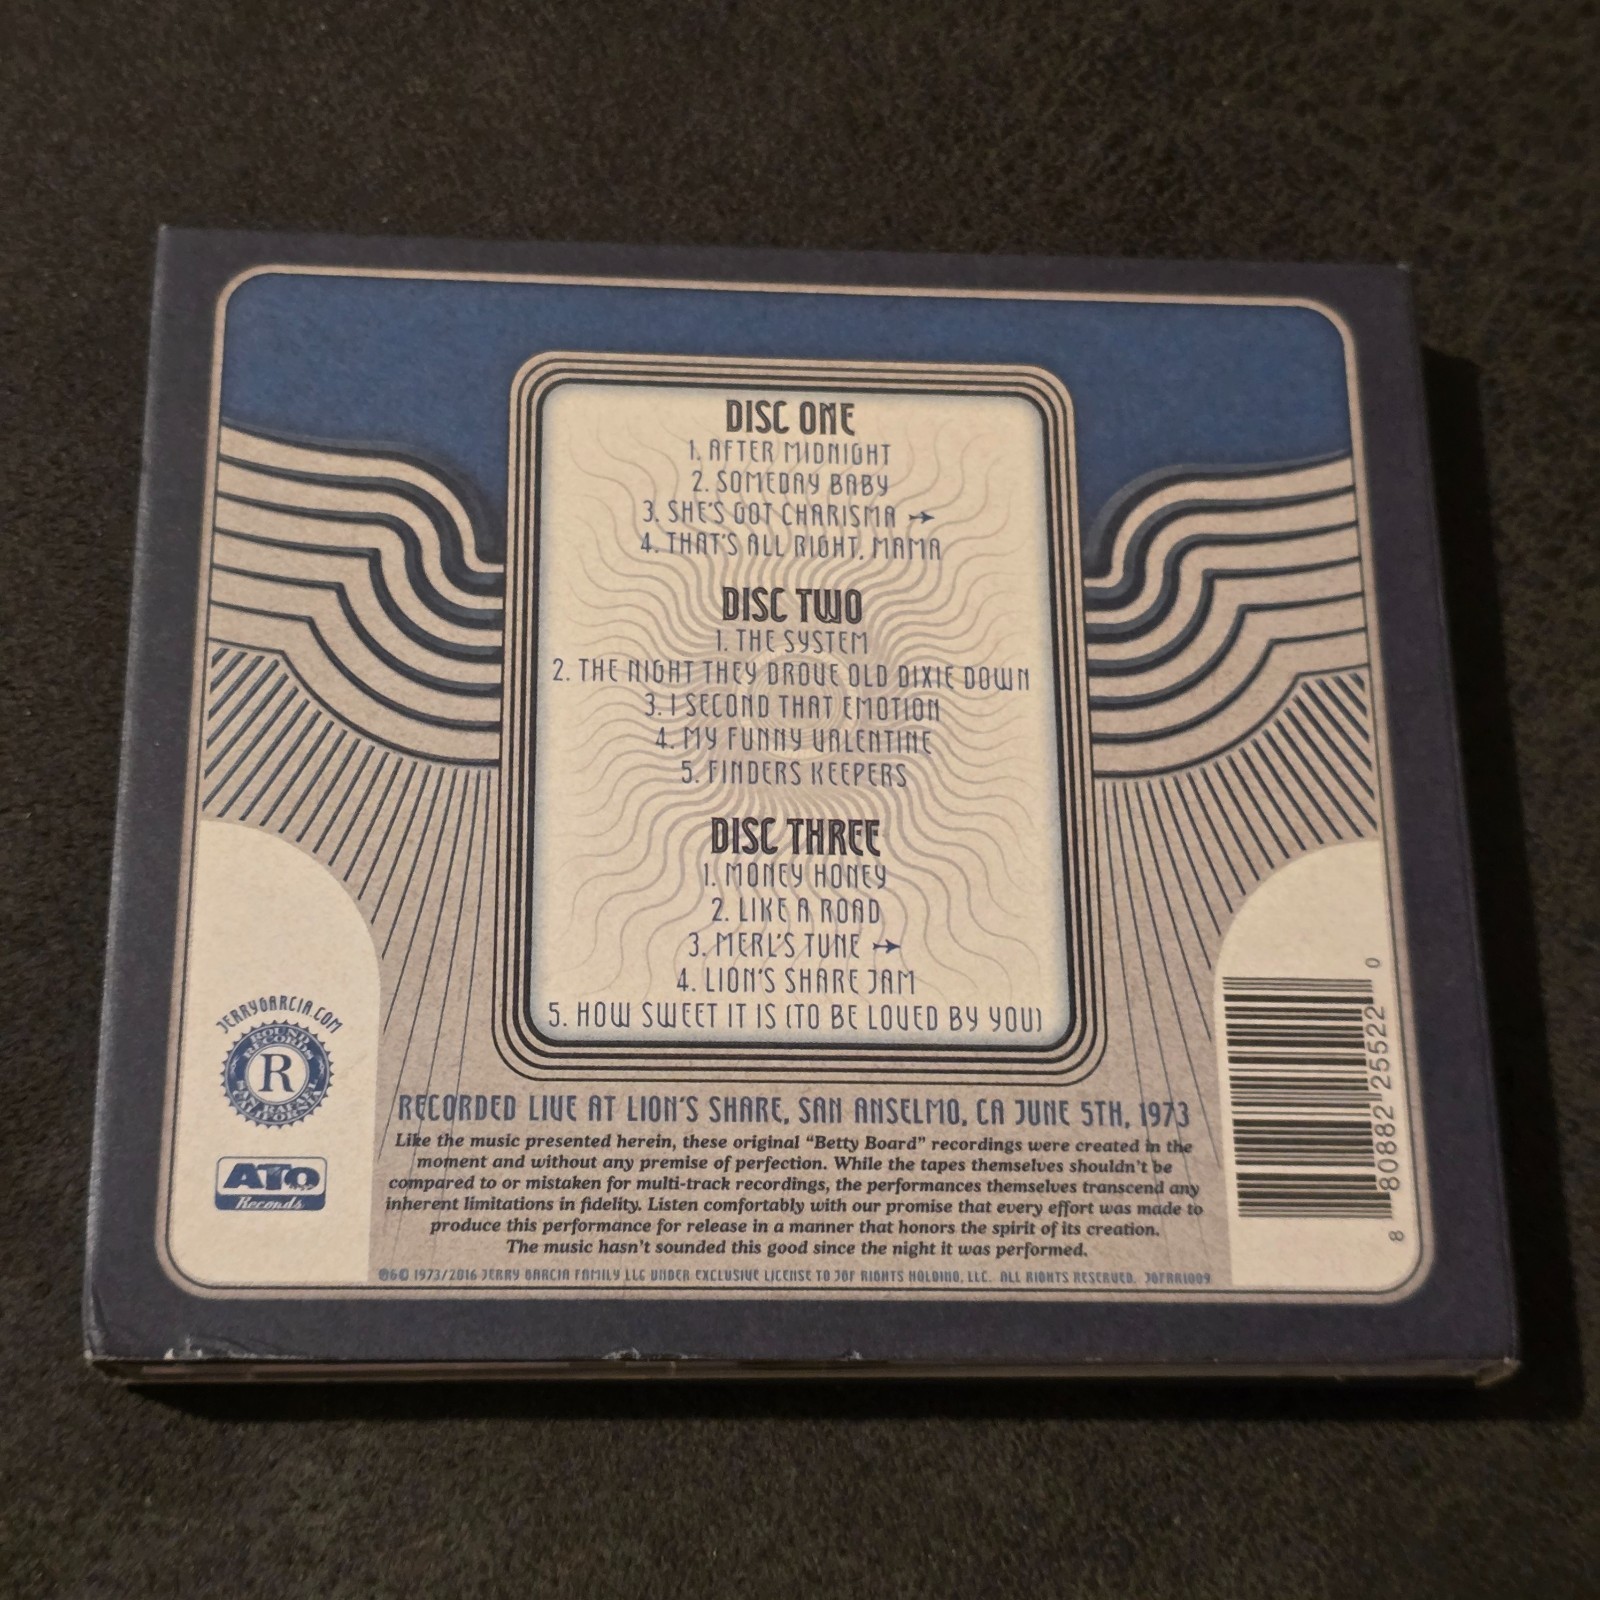 DISC ONE
1. AFTER MIDNIGHT
2. SOMEDAY BABY
3. SHE'S GOT CHARISMA →
4. THAT'S ALL RIGHT, MAMA
DISC TWO
1. THE SYSTEM
2. THE NIGHT THEY DROVE OLD DIXIE DOWN
3. I SECOND THAT EMOTION
4. MY FUNNY VALENTINE
5. FINDERS KEEPERS
DISC THREE
1. MONEY HONEY
2. LIKE A ROAD
3. MERL'S TUNE →
4. LION'S SHARE JAM
5. HOW SWEET IT IS (TO BE LOVED BY YOU)
JERRYGARCIA.COM
ROUND
RECORDS
R
SAN RAFAEL
CALIFORNIA
ATO
Records
RECORDED LIVE AT LION'S SHARE, SAN ANSELMO, CA JUNE 5TH, 1973
Like the music presented herein, these original “Betty Board” recordings were created in the
moment and without any premise of perfection. While the tapes themselves shouldn't be
compared to or mistaken for multi-track recordings, the performances themselves transcend any
inherent limitations in fidelity. Listen comfortably with our promise that every effort was made to
produce this performance for release in a manner that honors the spirit of its creation.
The music hasn't sounded this good since the night it was performed.
℗&© 1973/2016 JERRY GARCIA FAMILY LLC UNDER EXCLUSIVE LICENSE TO JGF RIGHTS HOLDING, LLC. ALL RIGHTS RESERVED. JGFRR1009
8 80882 25522 0